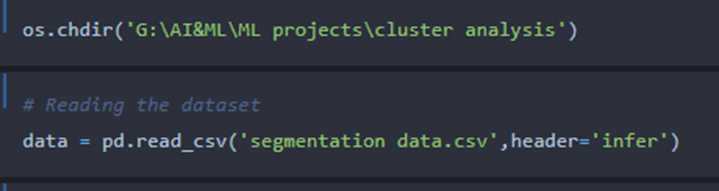 os.chdir('G:\AI&ML\ML projects\cluster analysis')
# Reading the dataset
data = pd.read_csv('segmentation data.csv',header='infer')